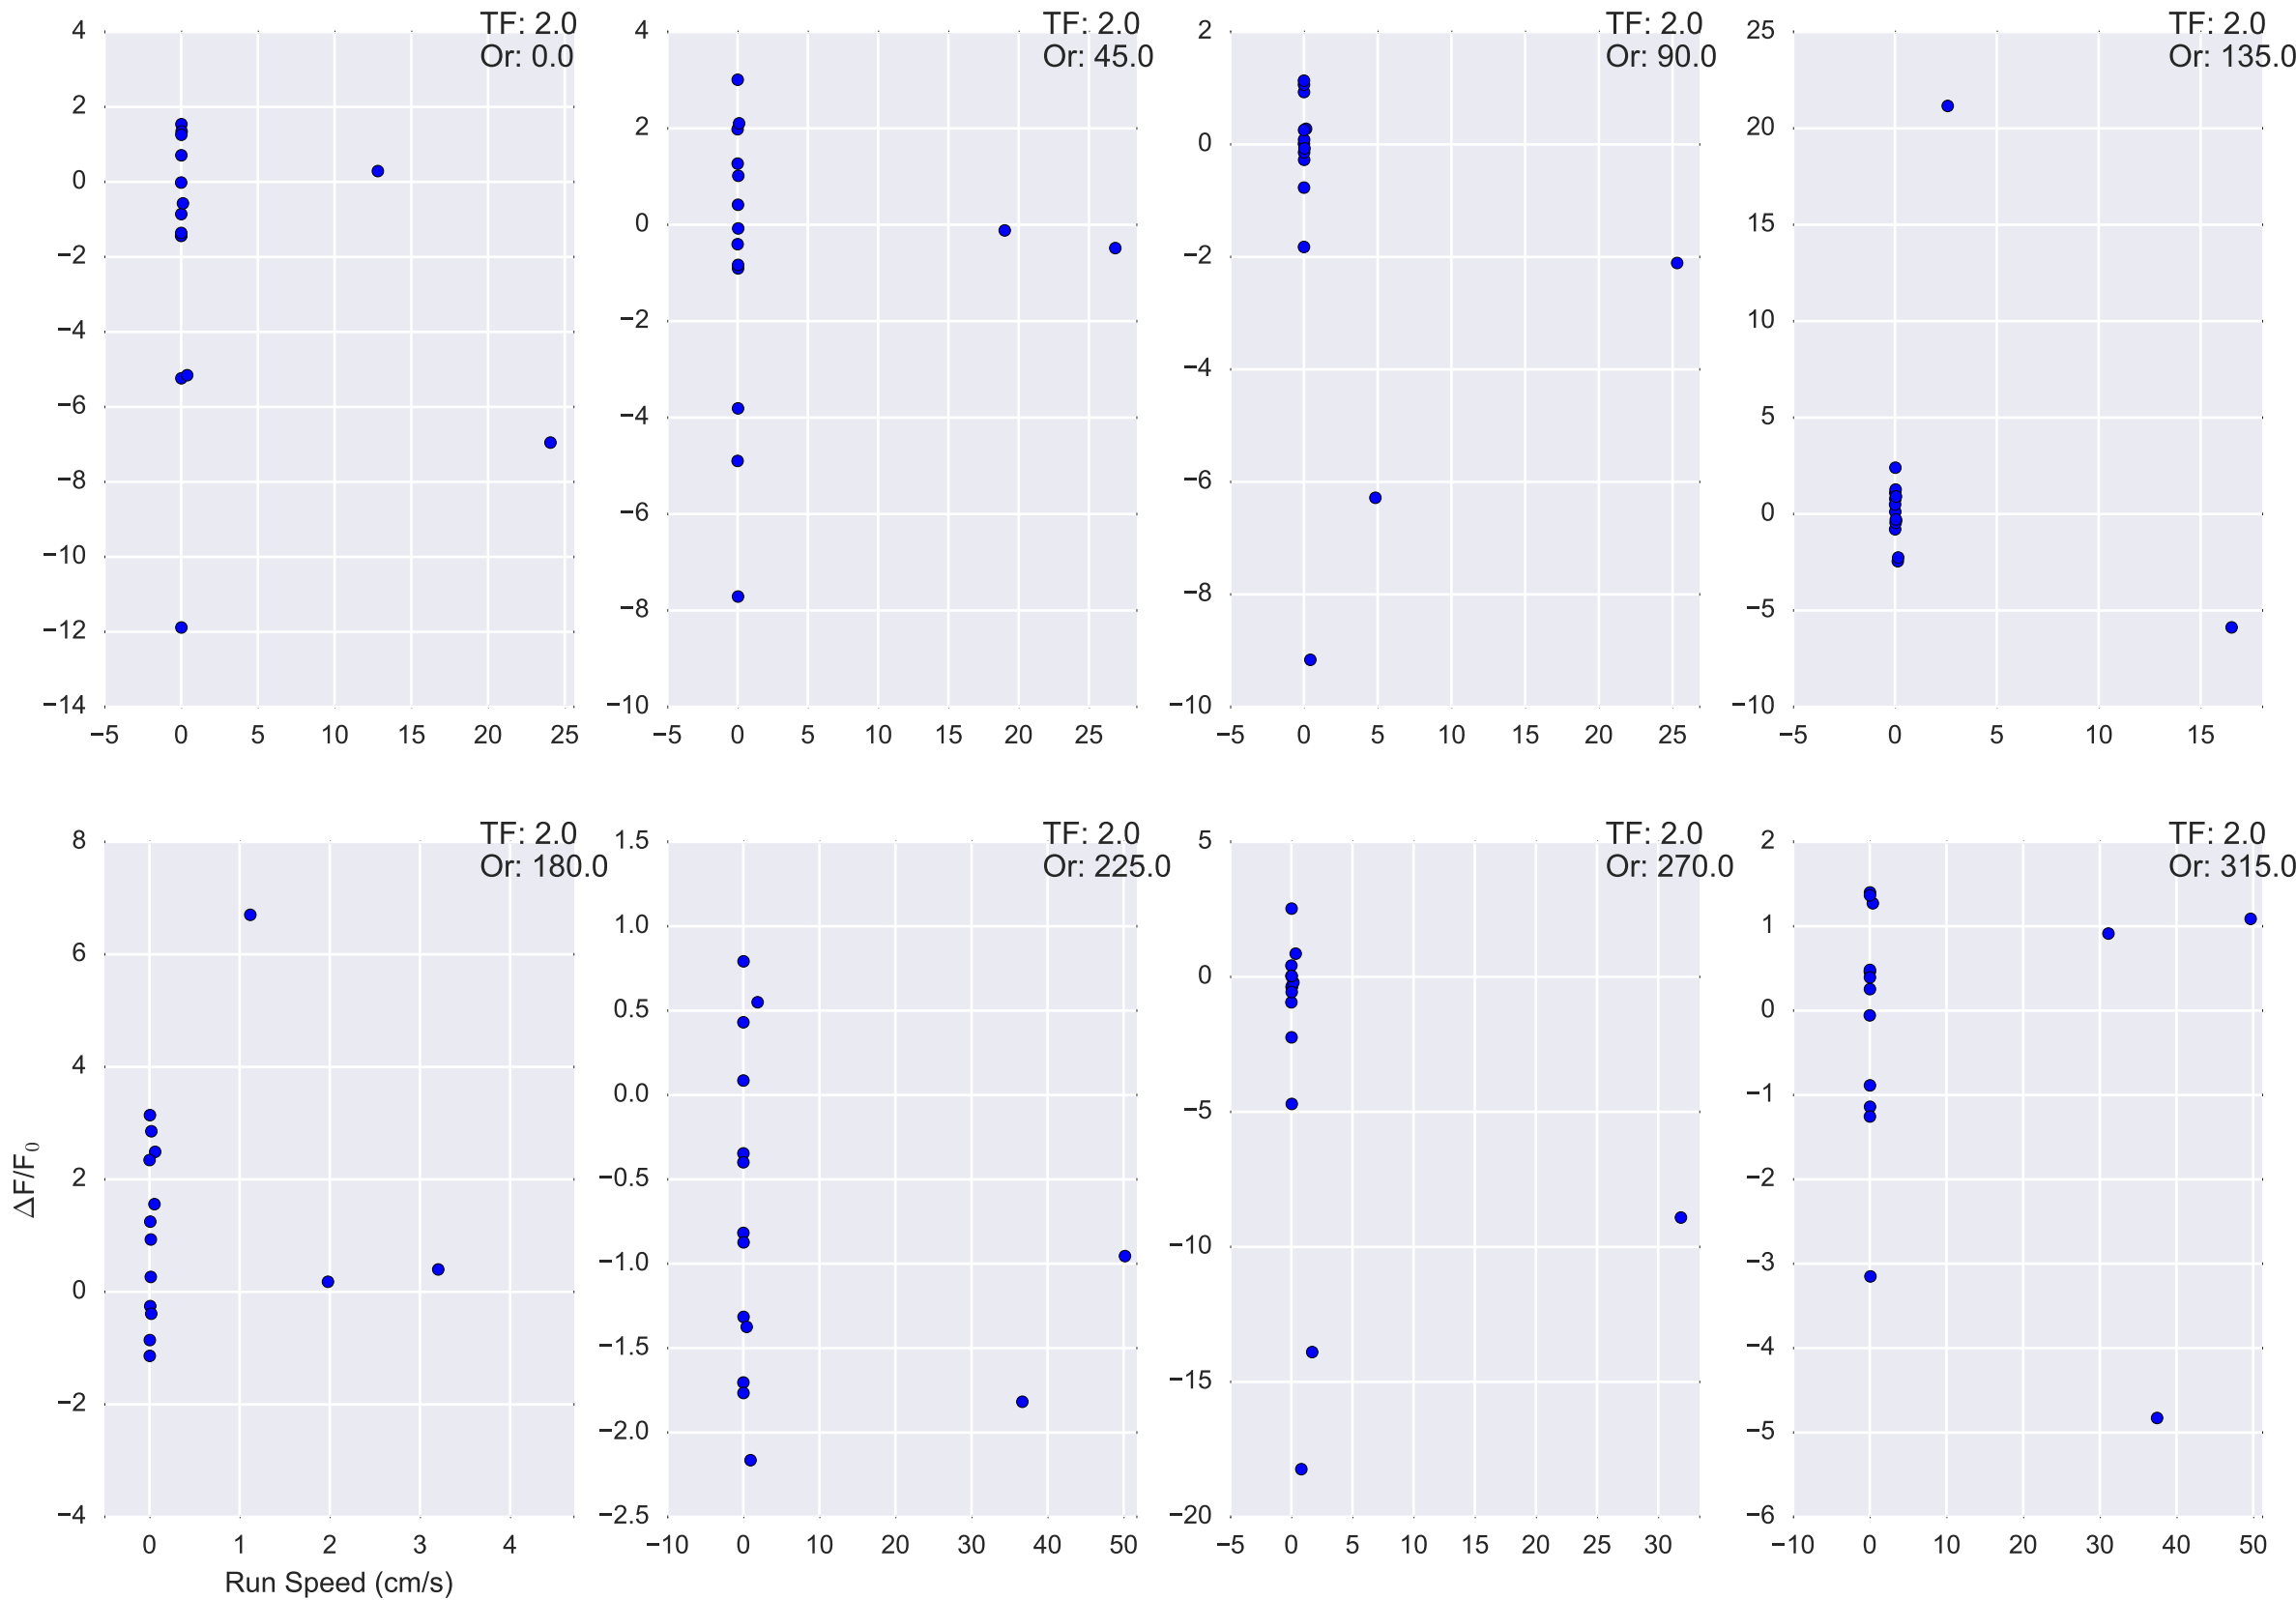 TF: 2.0
Or: 0.0
4
2
0
−2
−4
−6
−8
−10
−12
−14
−5 0 5 10 15 20 25
TF: 2.0
Or: 45.0
4
2
0
−2
−4
−6
−8
−10
−5 0 5 10 15 20 25
TF: 2.0
Or: 90.0
2
0
−2
−4
−6
−8
−10
−5 0 5 10 15 20 25
TF: 2.0
Or: 135.0
25
20
15
10
5
0
−5
−10
−5 0 5 10 15
TF: 2.0
Or: 180.0
8
6
4
2
0
−2
−4
ΔF/F₀
0 1 2 3 4
Run Speed (cm/s)
TF: 2.0
Or: 225.0
1.5
1.0
0.5
0.0
−0.5
−1.0
−1.5
−2.0
−2.5
−10 0 10 20 30 40 50
TF: 2.0
Or: 270.0
5
0
−5
−10
−15
−20
−5 0 5 10 15 20 25 30
TF: 2.0
Or: 315.0
2
1
0
−1
−2
−3
−4
−5
−6
−10 0 10 20 30 40 50